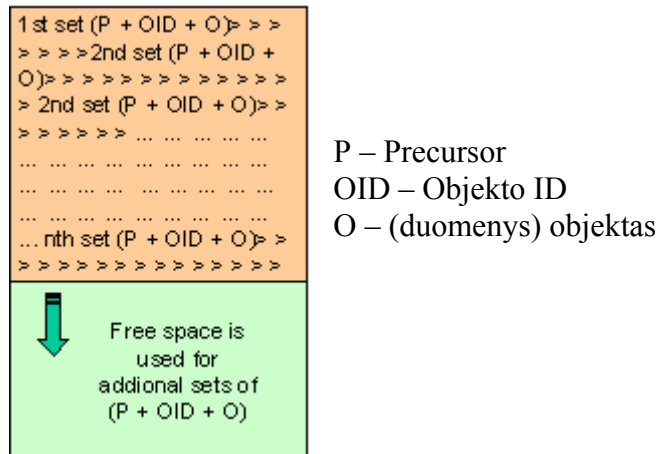 1st set (P + OID + O)> > >
> > > >2nd set (P + OID +
O)> > > > > > > > > > > > > >
> 2nd set (P + OID + O)> >
> > > > > > ... ... ... ... ...
... ... ... ... ... ... ... ... ...
... ... ... ... ... ... ... ... ...
... ... ... ... ... ... ... ... ...
... nth set (P + OID + O)> >
> > > > > > > > > > > > > >
Free space is
used for
addional sets of
(P + OID + O)
P – Precursor
OID – Objekto ID
O – (duomenys) objektas